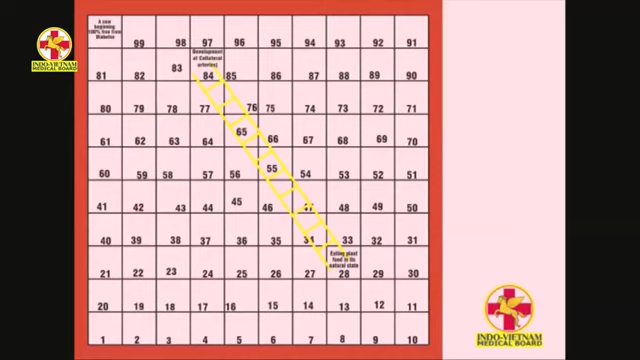 A new
beginning
100% free from
Diabetes
99 98 97 96 95 94 93 92 91
Development
of Collateral
arteries)
81 82 83 84 85 86 87 88 89 90
80 79 78 77 76 75 74 73 72 71
61 62 63 64 65 66 67 68 69 70
60 59 58 57 56 55 54 53 52 51
41 42 43 44 45 46 47 48 49 50
40 39 38 37 36 35 34 33 32 31
Eating plant
food in its
natural state
21 22 23 24 25 26 27 28 29 30
20 19 18 17 16 15 14 13 12 11
1 2 3 4 5 6 7 8 9 10
INDO-VIETNAM
MEDICAL BOARD
INDO-VIETNAM
MEDICAL BOARD